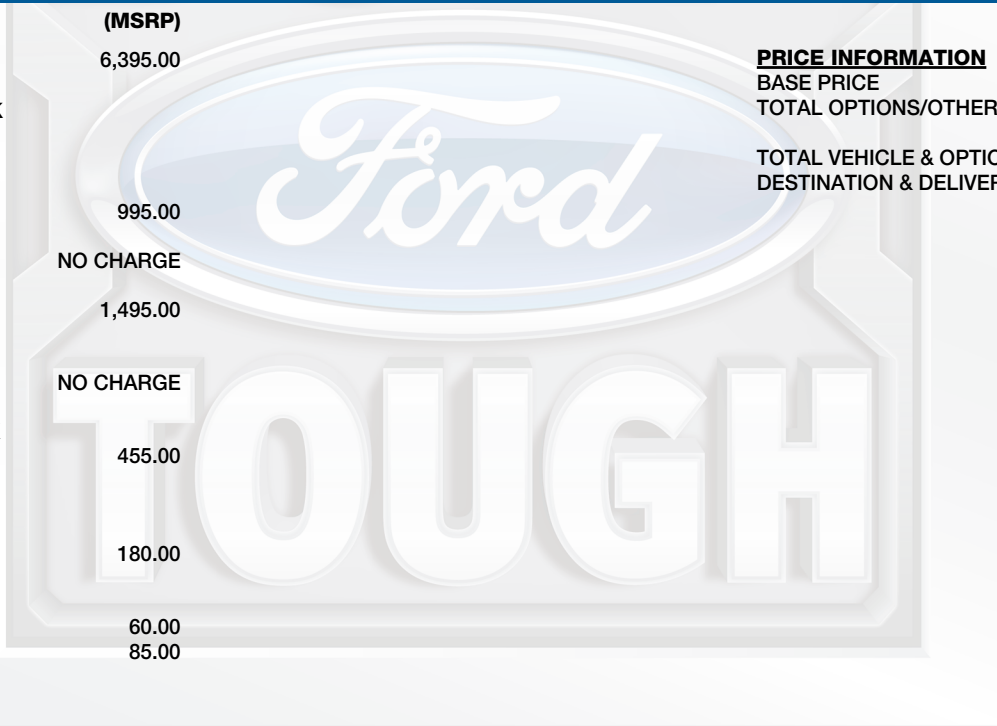 (MSRP)
6,395.00
995.00
NO CHARGE
1,495.00
NO CHARGE
455.00
180.00
60.00
85.00
PRICE INFORMATION
BASE PRICE
TOTAL OPTIONS/OTHER
TOTAL VEHICLE & OPTIO
DESTINATION & DELIVER
Ford
TOUGH